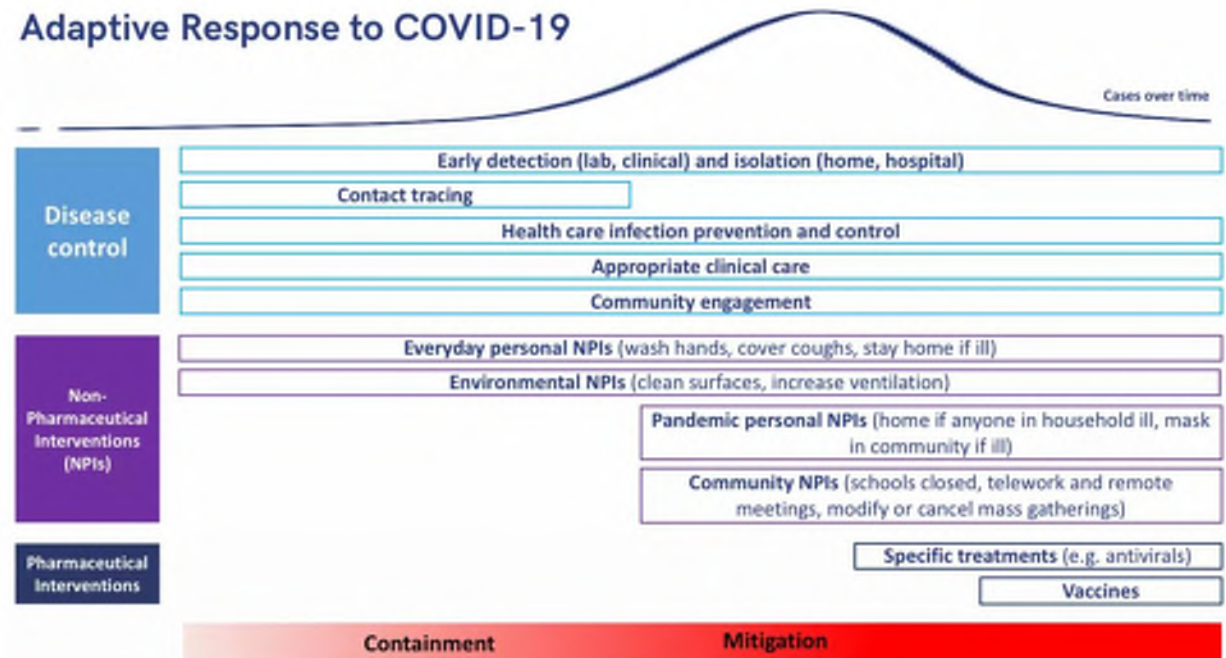 Adaptive Response to COVID-19
Cases over time
Disease
control
Early detection (lab, clinical) and isolation (home, hospital)
Contact tracing
Health care infection prevention and control
Appropriate clinical care
Community engagement
Non-
Pharmaceutical
Interventions
(NPIs)
Everyday personal NPIs (wash hands, cover coughs, stay home if ill)
Environmental NPIs (clean surfaces, increase ventilation)
Pandemic personal NPIs (home if anyone in household ill, mask
in community if ill)
Community NPIs (schools closed, telework and remote
meetings, modify or cancel mass gatherings)
Pharmaceutical
Interventions
Specific treatments (e.g. antivirals)
Vaccines
Containment
Mitigation